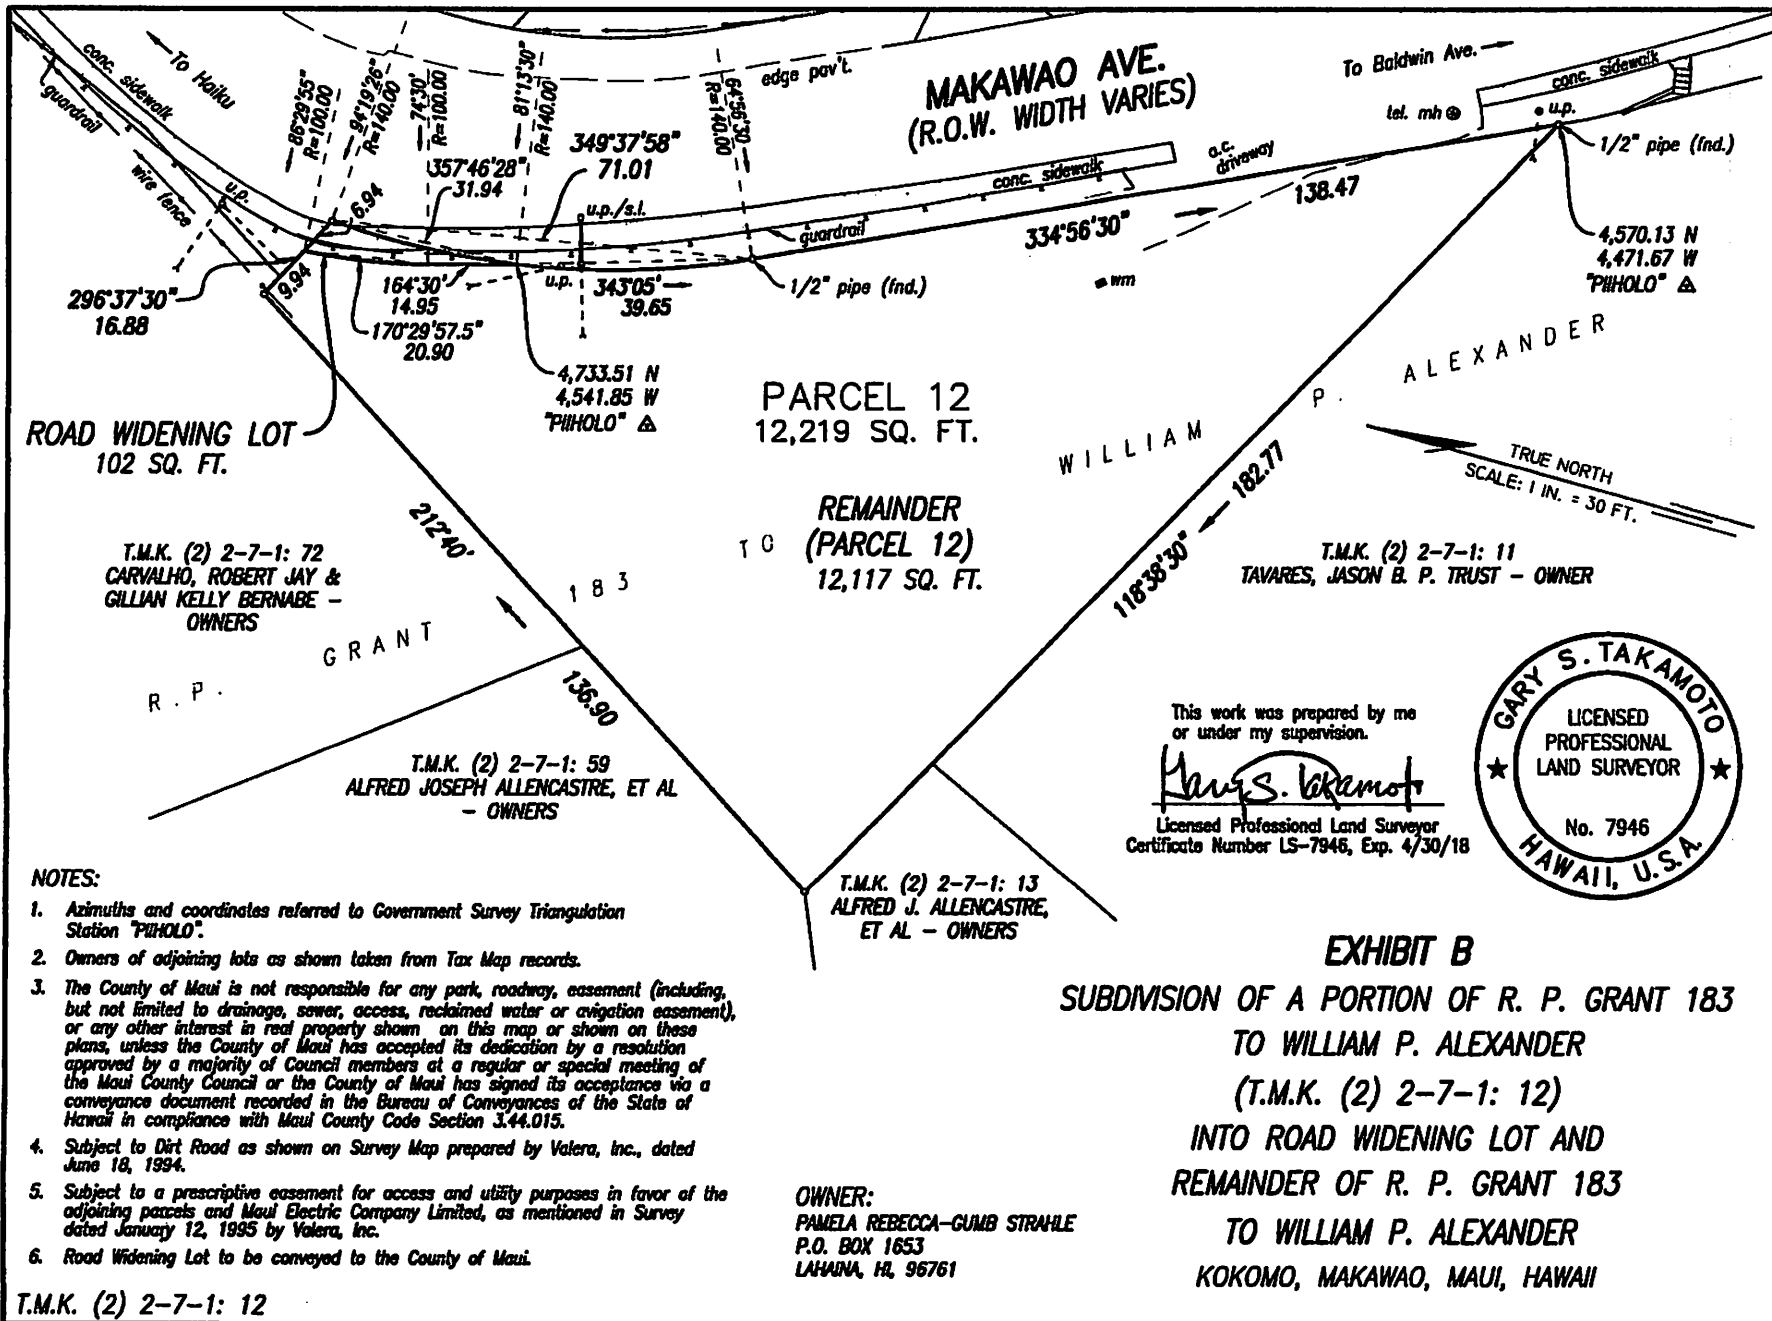 conc. sidewalk
To Haiku
guardrail
wire fence
u.p.
86°29'55"
R=100.00
94°19'26"
R=140.00
74°30'
R=100.00
81°13'30"
R=140.00
64°56'30"
R=140.00
edge pav't.
MAKAWAO AVE.
(R.O.W. WIDTH VARIES)
To Baldwin Ave.
conc. sidewalk
tel. mh
u.p.
1/2" pipe (fnd.)
349°37'58"
71.01
357°46'28"
31.94
6.94
u.p./s.l.
guardrail
conc. sidewalk
a.c.
driveway
138.47
334°56'30"
4,570.13 N
4,471.67 W
"PIIHOLO"
296°37'30"
16.88
9.94
164°30'
14.95
170°29'57.5"
20.90
u.p.
343°05'
39.65
1/2" pipe (fnd.)
wm
4,733.51 N
4,541.85 W
"PIIHOLO"
ROAD WIDENING LOT
102 SQ. FT.
PARCEL 12
12,219 SQ. FT.
REMAINDER
(PARCEL 12)
12,117 SQ. FT.
R. P. GRANT 183 TO WILLIAM P. ALEXANDER
TRUE NORTH
SCALE: 1 IN. = 30 FT.
212°40'
136.90
118°38'30"
182.77
T.M.K. (2) 2-7-1: 72
CARVALHO, ROBERT JAY &
GILLIAN KELLY BERNABE -
OWNERS
T.M.K. (2) 2-7-1: 11
TAVARES, JASON B. P. TRUST - OWNER
T.M.K. (2) 2-7-1: 59
ALFRED JOSEPH ALLENCASTRE, ET AL
- OWNERS
T.M.K. (2) 2-7-1: 13
ALFRED J. ALLENCASTRE,
ET AL - OWNERS
This work was prepared by me
or under my supervision.
Gary S. Takamoto
Licensed Professional Land Surveyor
Certificate Number LS-7946, Exp. 4/30/18
GARY S. TAKAMOTO
LICENSED
PROFESSIONAL
LAND SURVEYOR
No. 7946
HAWAII, U.S.A.
NOTES:
1. Azimuths and coordinates referred to Government Survey Triangulation
Station "PIIHOLO".
2. Owners of adjoining lots as shown taken from Tax Map records.
3. The County of Maui is not responsible for any park, roadway, easement (including,
but not limited to drainage, sewer, access, reclaimed water or avigation easement),
or any other interest in real property shown on this map or shown on these
plans, unless the County of Maui has accepted its dedication by a resolution
approved by a majority of Council members at a regular or special meeting of
the Maui County Council or the County of Maui has signed its acceptance via a
conveyance document recorded in the Bureau of Conveyances of the State of
Hawaii in compliance with Maui County Code Section 3.44.015.
4. Subject to Dirt Road as shown on Survey Map prepared by Valera, Inc., dated
June 18, 1994.
5. Subject to a prescriptive easement for access and utility purposes in favor of the
adjoining parcels and Maui Electric Company Limited, as mentioned in Survey
dated January 12, 1995 by Valera, Inc.
6. Road Widening Lot to be conveyed to the County of Maui.
T.M.K. (2) 2-7-1: 12
OWNER:
PAMELA REBECCA-GUMB STRAHLE
P.O. BOX 1653
LAHAINA, HI, 96761
EXHIBIT B
SUBDIVISION OF A PORTION OF R. P. GRANT 183
TO WILLIAM P. ALEXANDER
(T.M.K. (2) 2-7-1: 12)
INTO ROAD WIDENING LOT AND
REMAINDER OF R. P. GRANT 183
TO WILLIAM P. ALEXANDER
KOKOMO, MAKAWAO, MAUI, HAWAII